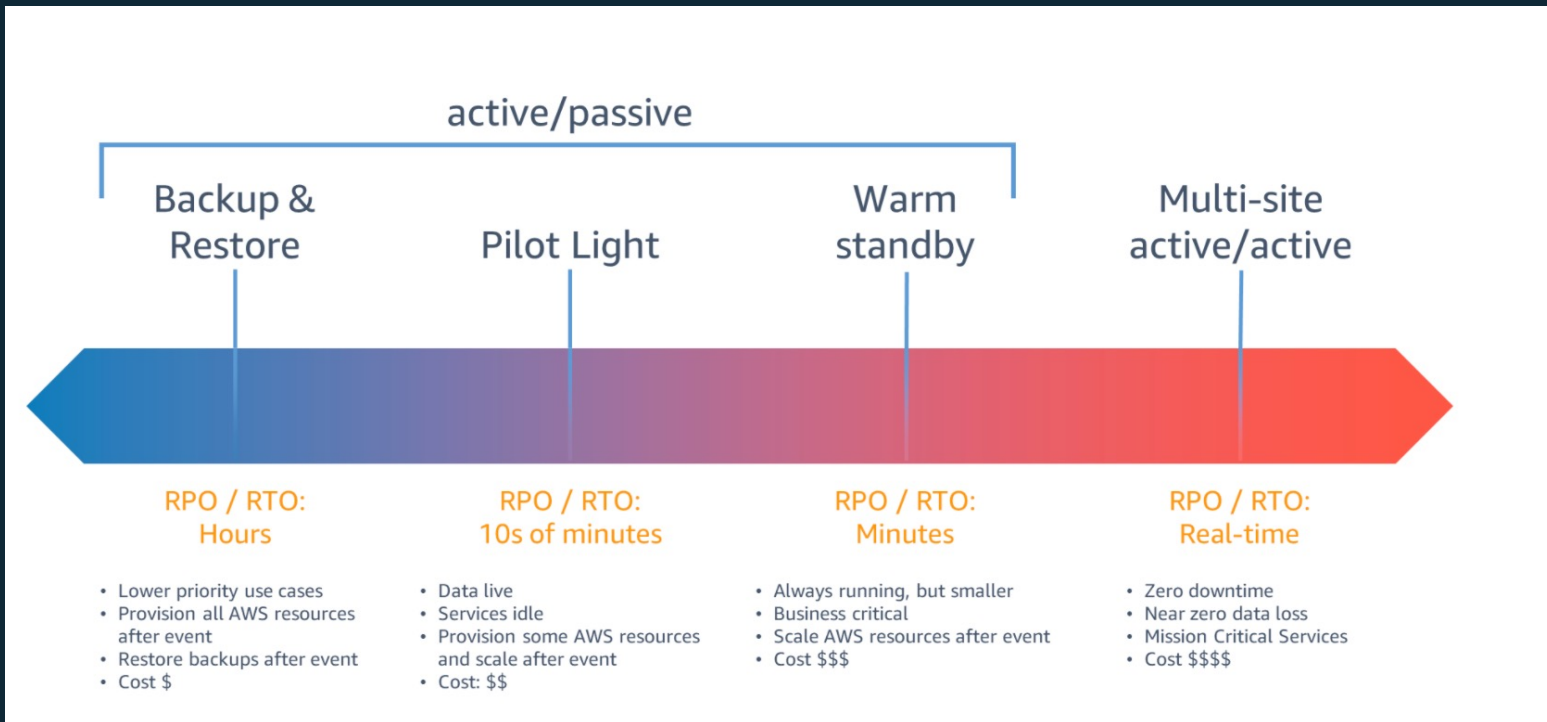 active/passive
Backup &
Restore
Pilot Light
Warm
standby
Multi-site
active/active
RPO / RTO:
Hours
RPO / RTO:
10s of minutes
RPO / RTO:
Minutes
RPO / RTO:
Real-time
• Lower priority use cases
• Provision all AWS resources
after event
• Restore backups after event
• Cost $
• Data live
• Services idle
• Provision some AWS resources
and scale after event
• Cost: $$
• Always running, but smaller
• Business critical
• Scale AWS resources after event
• Cost $$$
• Zero downtime
• Near zero data loss
• Mission Critical Services
• Cost $$$$